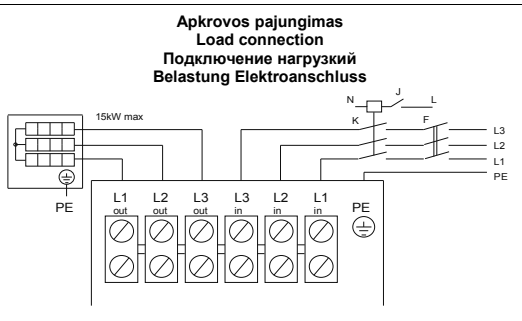 Apkrovos pajungimas
Load connection
Подключение нагрузкий
Belastung Elektroanschluss
N J L
15kW max
K F
L3
L2
L1
PE
PE L1 L2 L3 L3 L2 L1 PE
out out out in in in